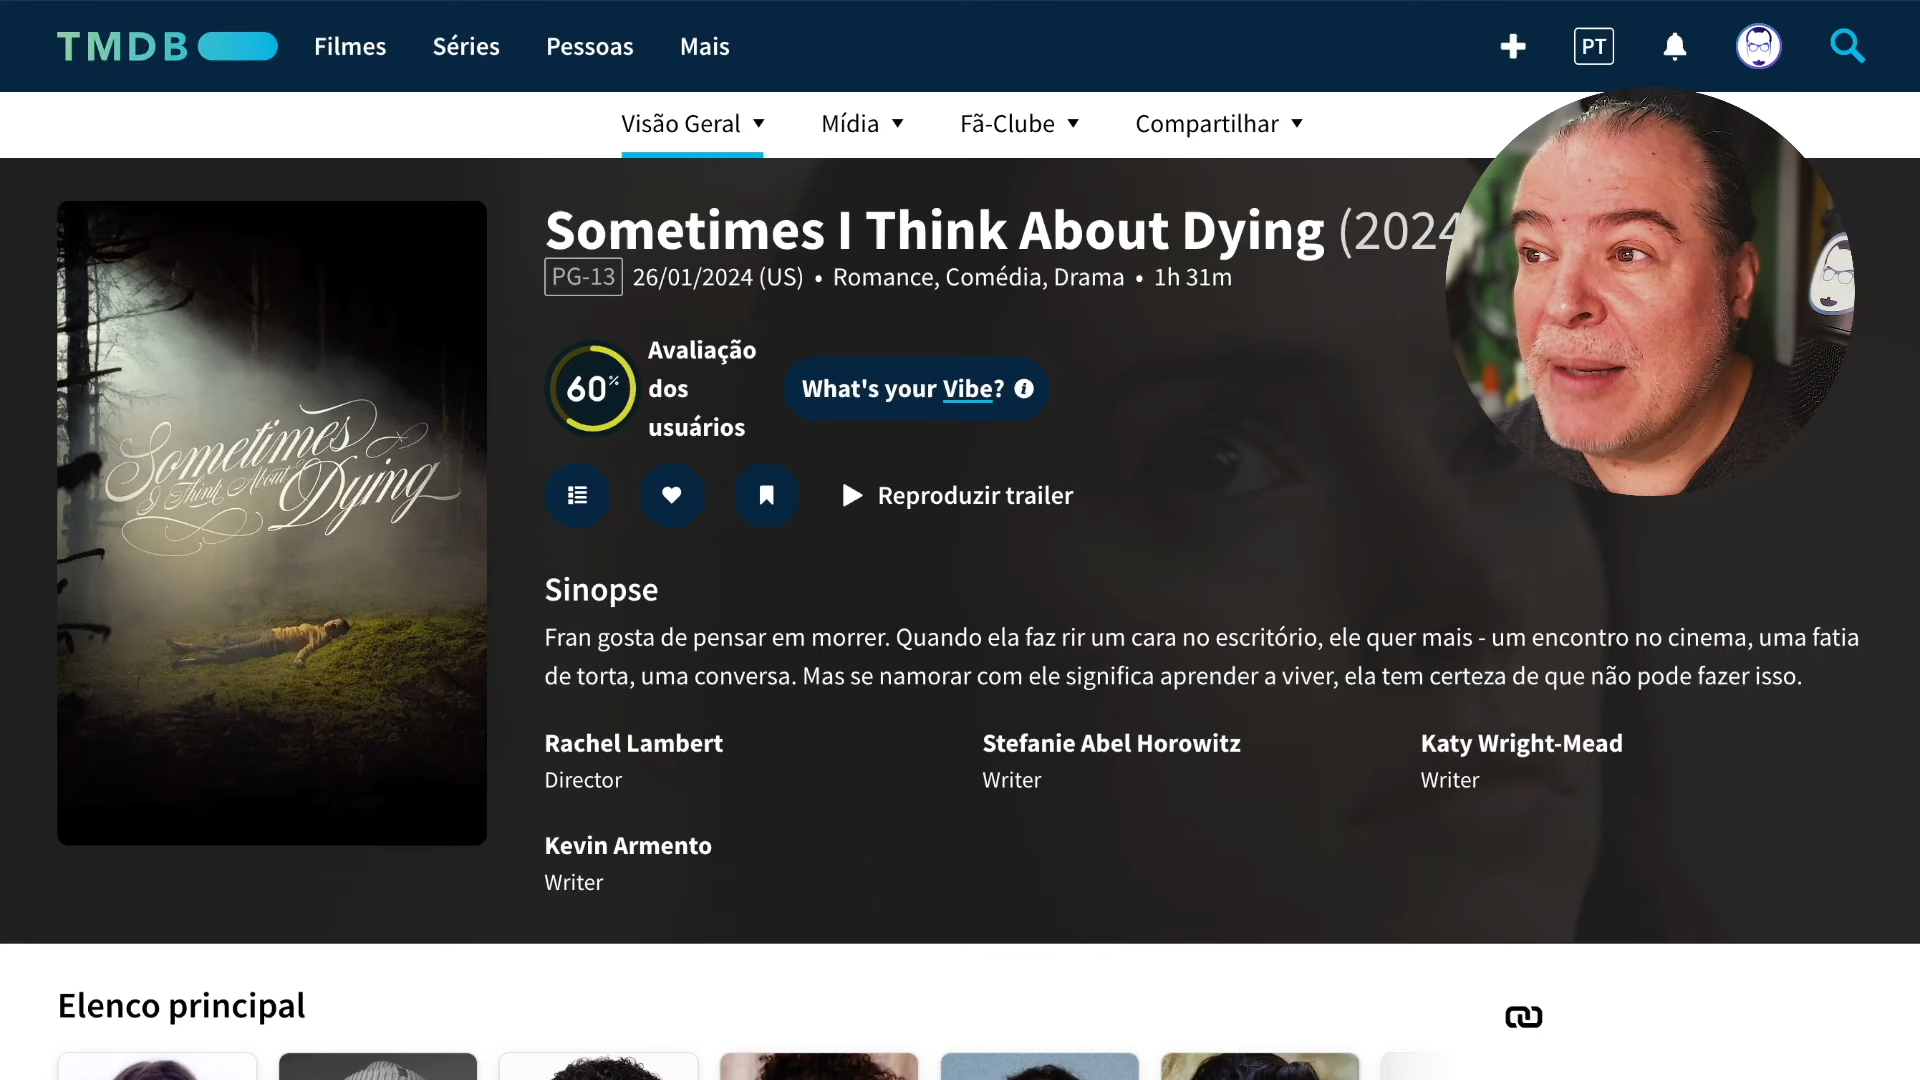 TMDB
Filmes
Séries
Pessoas
Mais
PT
Visão Geral
Mídia
Fã-Clube
Compartilhar
Sometimes I Think About Dying (2024
PG-13 26/01/2024 (US) • Romance, Comédia, Drama • 1h 31m
60%
Avaliação
dos
usuários
What's your Vibe?
Reproduzir trailer
Sometimes
I Think About
Dying
Sinopse
Fran gosta de pensar em morrer. Quando ela faz rir um cara no escritório, ele quer mais - um encontro no cinema, uma fatia
de torta, uma conversa. Mas se namorar com ele significa aprender a viver, ela tem certeza de que não pode fazer isso.
Rachel Lambert
Director
Stefanie Abel Horowitz
Writer
Katy Wright-Mead
Writer
Kevin Armento
Writer
Elenco principal